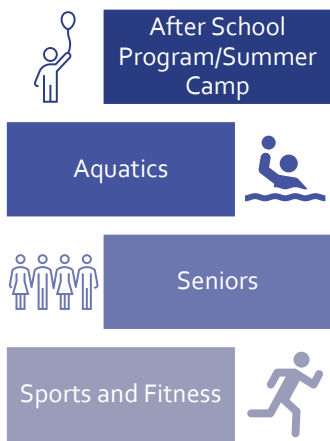 After School
Program/Summer
Camp
Aquatics
Seniors
Sports and Fitness